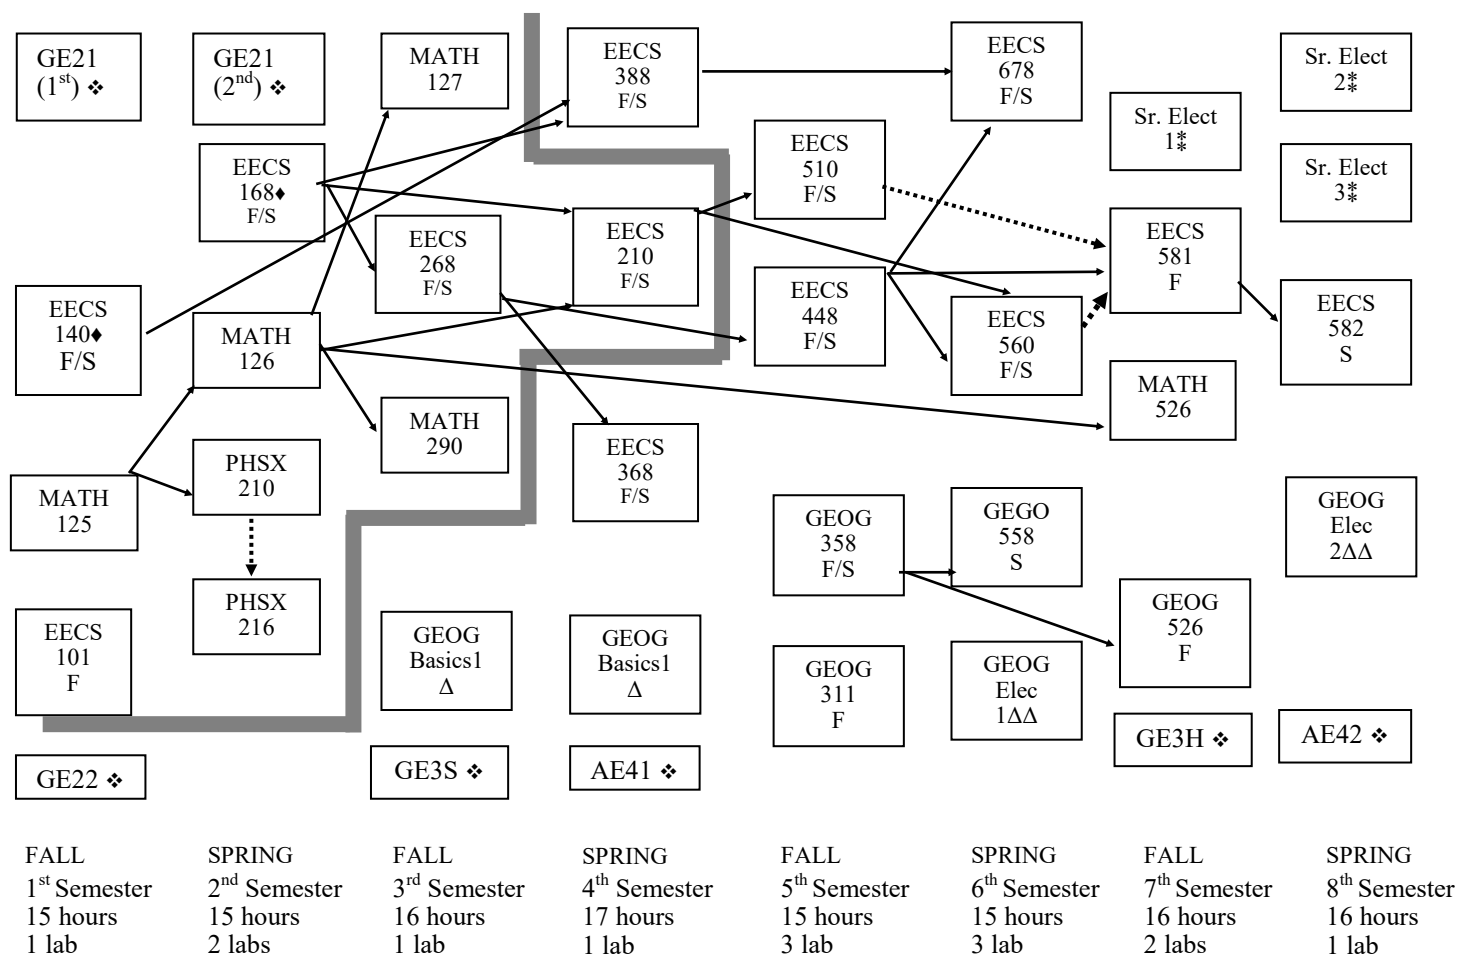 GE21
(1st) ❖
GE21
(2nd) ❖
MATH
127
EECS
388
F/S
EECS
678
F/S
Sr. Elect
1⁑
Sr. Elect
2⁑
EECS
168♦
F/S
EECS
510
F/S
Sr. Elect
3⁑
EECS
268
F/S
EECS
210
F/S
EECS
581
F
EECS
140♦
F/S
MATH
126
EECS
448
F/S
EECS
560
F/S
EECS
582
S
MATH
526
MATH
290
PHSX
210
EECS
368
F/S
MATH
125
GEOG
358
F/S
GEGO
558
S
GEOG
Elec
2ΔΔ
PHSX
216
GEOG
526
F
EECS
101
F
GEOG
Basics1
Δ
GEOG
Basics1
Δ
GEOG
311
F
GEOG
Elec
1ΔΔ
GE22 ❖
GE3S ❖
AE41 ❖
GE3H ❖
AE42 ❖
FALL
1st Semester
15 hours
1 lab
SPRING
2nd Semester
15 hours
2 labs
FALL
3rd Semester
16 hours
1 lab
SPRING
4th Semester
17 hours
1 lab
FALL
5th Semester
15 hours
3 lab
SPRING
6th Semester
15 hours
3 lab
FALL
7th Semester
16 hours
2 labs
SPRING
8th Semester
16 hours
1 lab